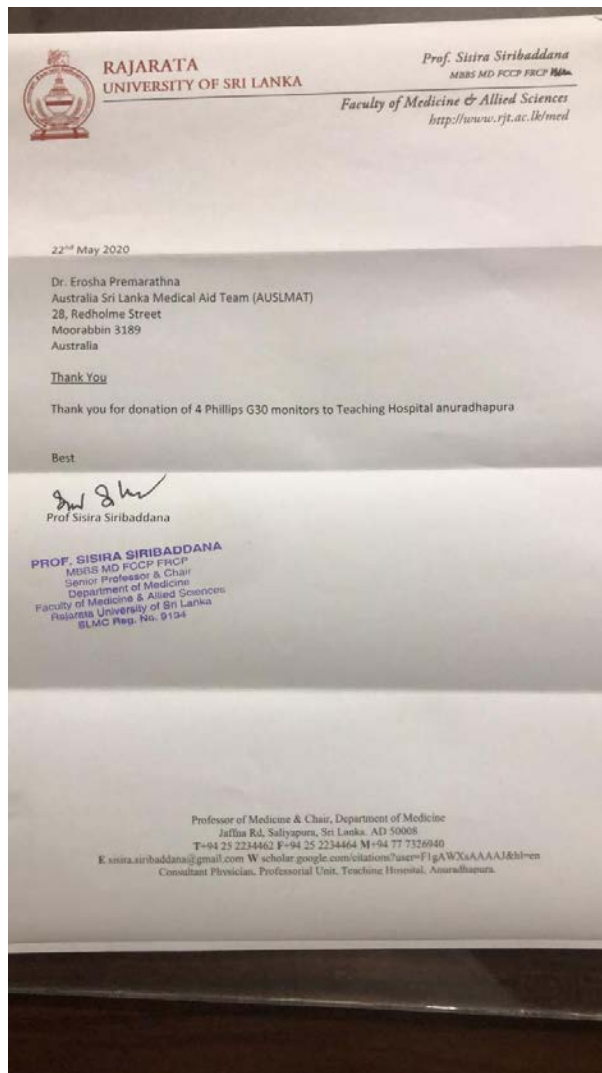 RAJARATA
UNIVERSITY OF SRI LANKA
Prof. Sisira Siribaddana
MBBS MD FCCP FRCP
Faculty of Medicine & Allied Sciences
http://www.rjt.ac.lk/med
22nd May 2020
Dr. Erosha Premarathna
Australia Sri Lanka Medical Aid Team (AUSLMAT)
28, Redholme Street
Moorabbin 3189
Australia
Thank You
Thank you for donation of 4 Phillips G30 monitors to Teaching Hospital anuradhapura
Best
Prof Sisira Siribaddana
PROF. SISIRA SIRIBADDANA
MBBS MD FCCP FRCP
Senior Professor & Chair
Department of Medicine
Faculty of Medicine & Allied Sciences
Rajarata University of Sri Lanka
SLMC Reg. No. 9134
Professor of Medicine & Chair, Department of Medicine
Jaffna Rd, Saliyapura, Sri Lanka. AD 50008
T+94 25 2234462 F+94 25 2234464 M+94 77 7326940
E sisira.siribaddana@gmail.com W scholar.google.com/citations?user=F1gAWXsAAAAJ&hl=en
Consultant Physician, Professorial Unit, Teaching Hospital, Anuradhapura.